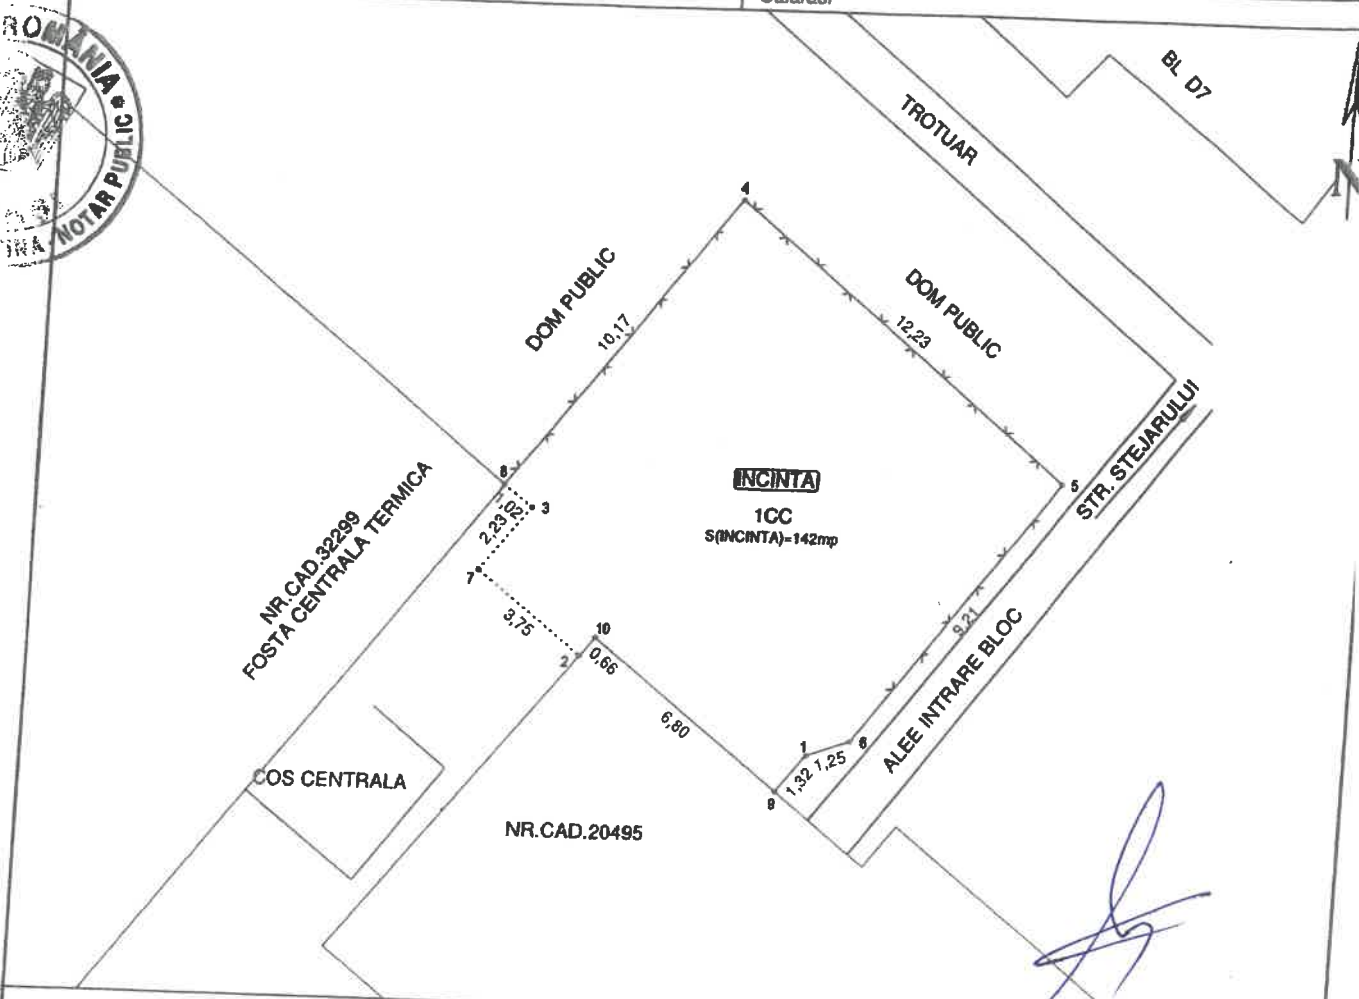 ROMÂNIA * NOTAR PUBLIC
BL D7
TROTUAR
N
4
DOM PUBLIC
DOM PUBLIC
10,17
12,23
STR. STEJARULUI
8
1,02
3
2,23
INCINTA
5
1CC
S(INCINTA)=142mp
NR.CAD.32299
FOSTA CENTRALA TERMICA
7
3,75
10
2
0,66
9,21
ALEE INTRARE BLOC
6,80
1
6
1,32
1,25
9
COS CENTRALA
NR.CAD.20495